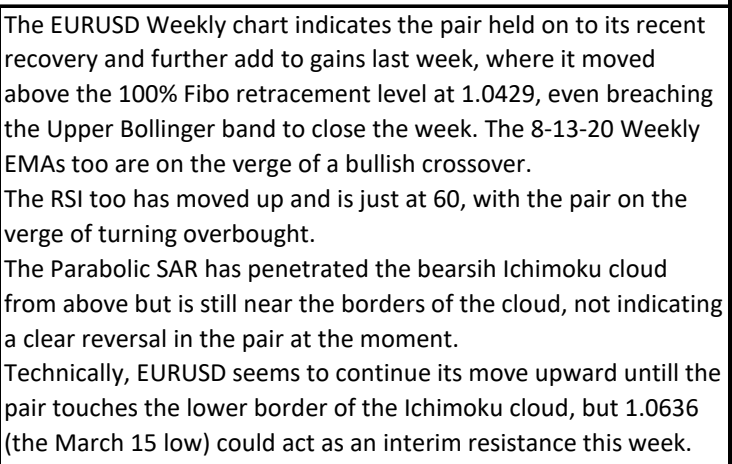 The EURUSD Weekly chart indicates the pair held on to its recent
recovery and further add to gains last week, where it moved
above the 100% Fibo retracement level at 1.0429, even breaching
the Upper Bollinger band to close the week. The 8-13-20 Weekly
EMAs too are on the verge of a bullish crossover.
The RSI too has moved up and is just at 60, with the pair on the
verge of turning overbought.
The Parabolic SAR has penetrated the bearsih Ichimoku cloud
from above but is still near the borders of the cloud, not indicating
a clear reversal in the pair at the moment.
Technically, EURUSD seems to continue its move upward untill the
pair touches the lower border of the Ichimoku cloud, but 1.0636
(the March 15 low) could act as an interim resistance this week.